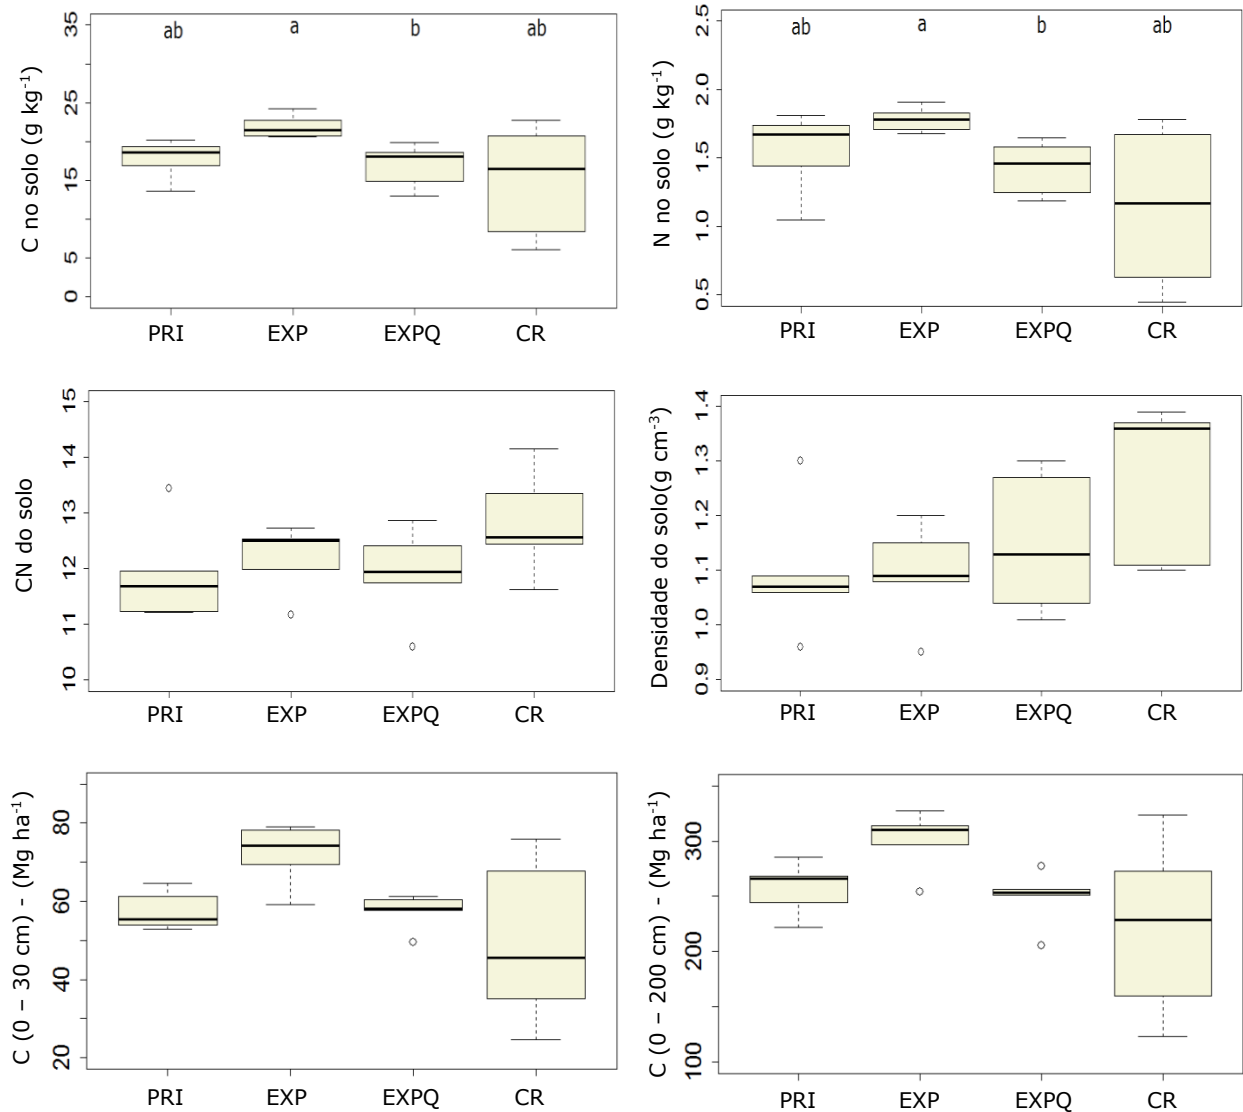 C no solo (g kg-1)
35
25
15
5
0
ab a b ab
PRI EXP EXPQ CR
N no solo (g kg-1)
2.5
2.0
1.5
1.0
0.5
ab a b ab
PRI EXP EXPQ CR
CN do solo
15
14
13
12
11
10
PRI EXP EXPQ CR
Densidade do solo(g cm-3)
1.4
1.3
1.2
1.1
1.0
0.9
PRI EXP EXPQ CR
C (0 – 30 cm) - (Mg ha-1)
80
60
40
20
PRI EXP EXPQ CR
C (0 – 200 cm) - (Mg ha-1)
300
200
100
PRI EXP EXPQ CR